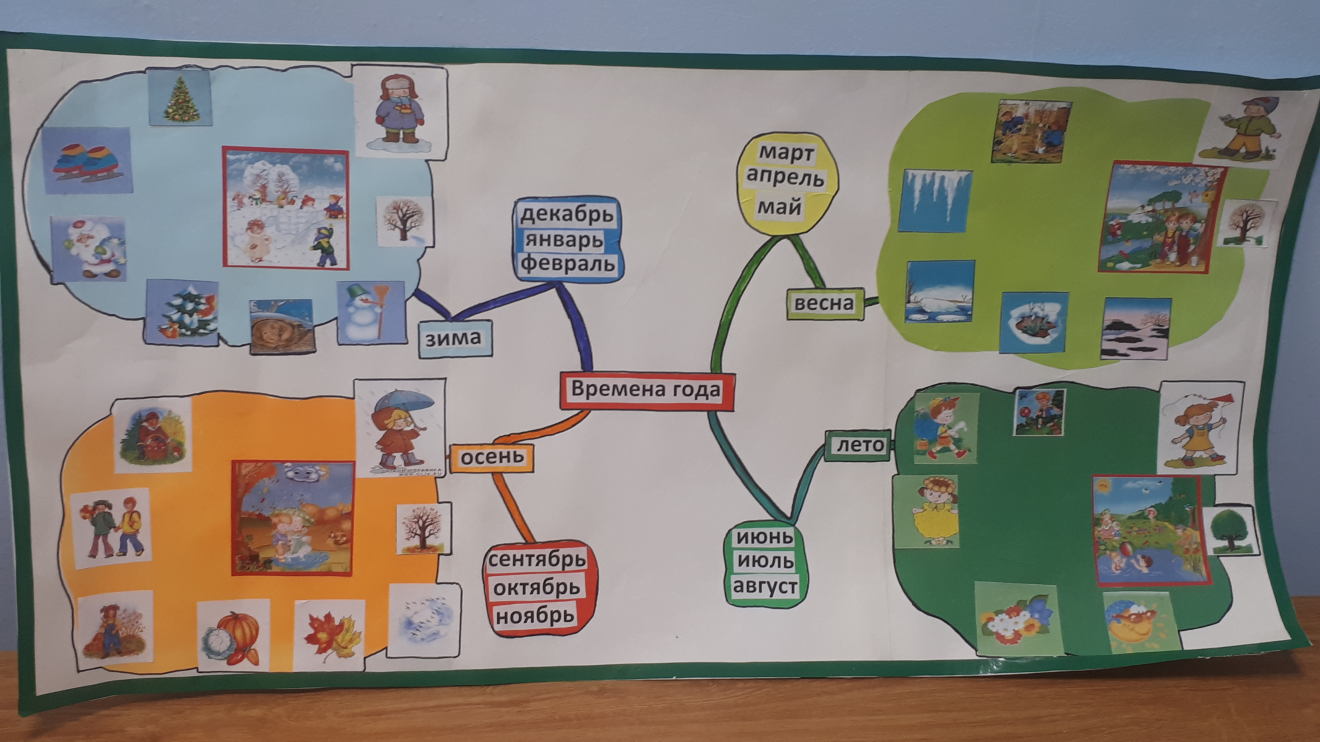 декабрь
январь
февраль
зима
март
апрель
май
весна
Времена года
осень
сентябрь
октябрь
ноябрь
лето
июнь
июль
август